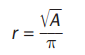 r = √A / π